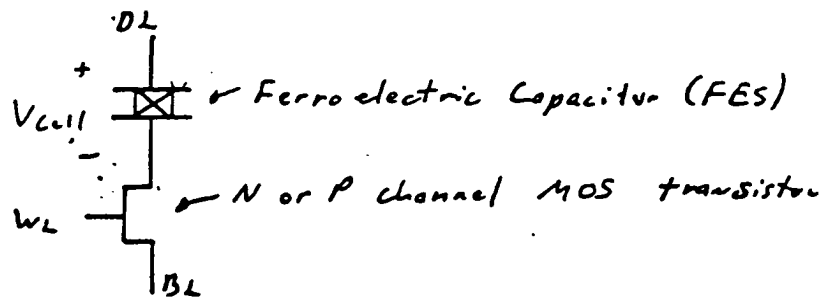 DL
+
Ferroelectric Capacitor (FES)
VCell
-
N or P channel MOS transistor
WL
BL